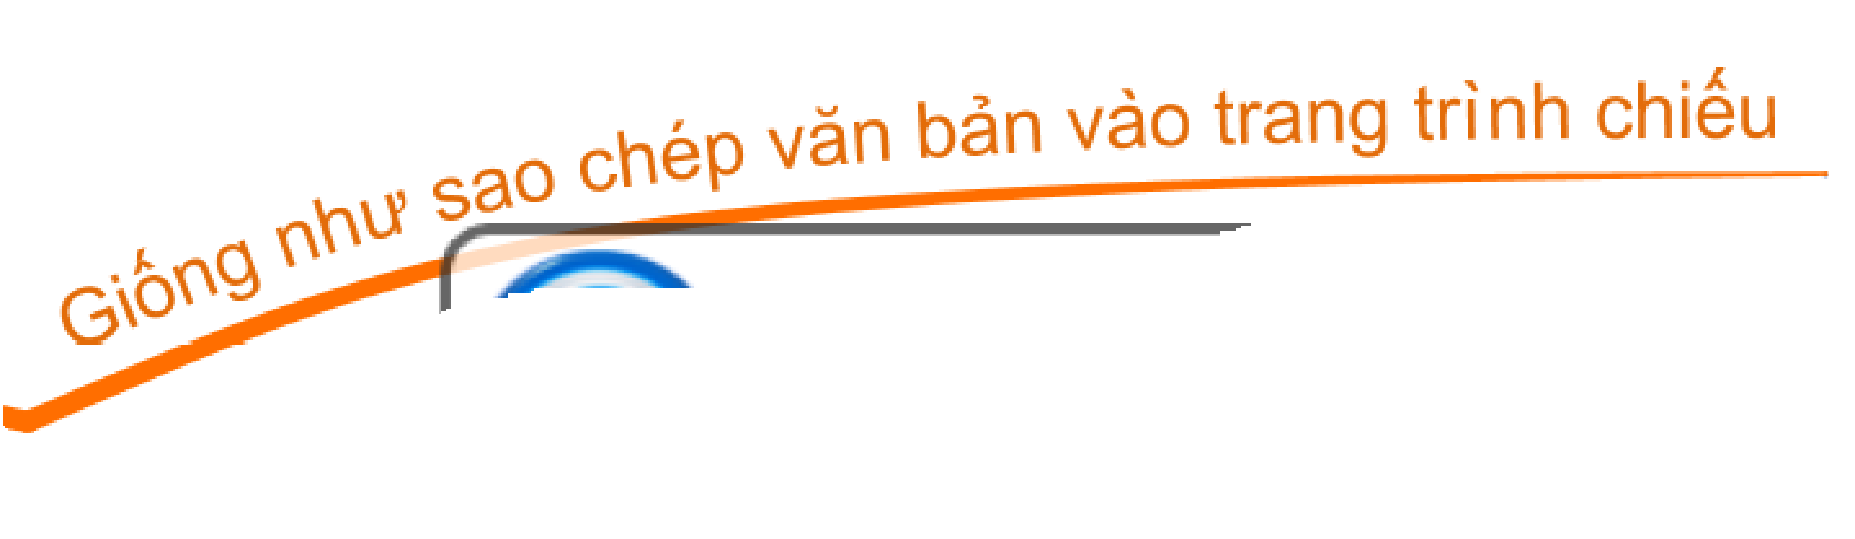 Giống như sao chép văn bản vào trang trình chiếu